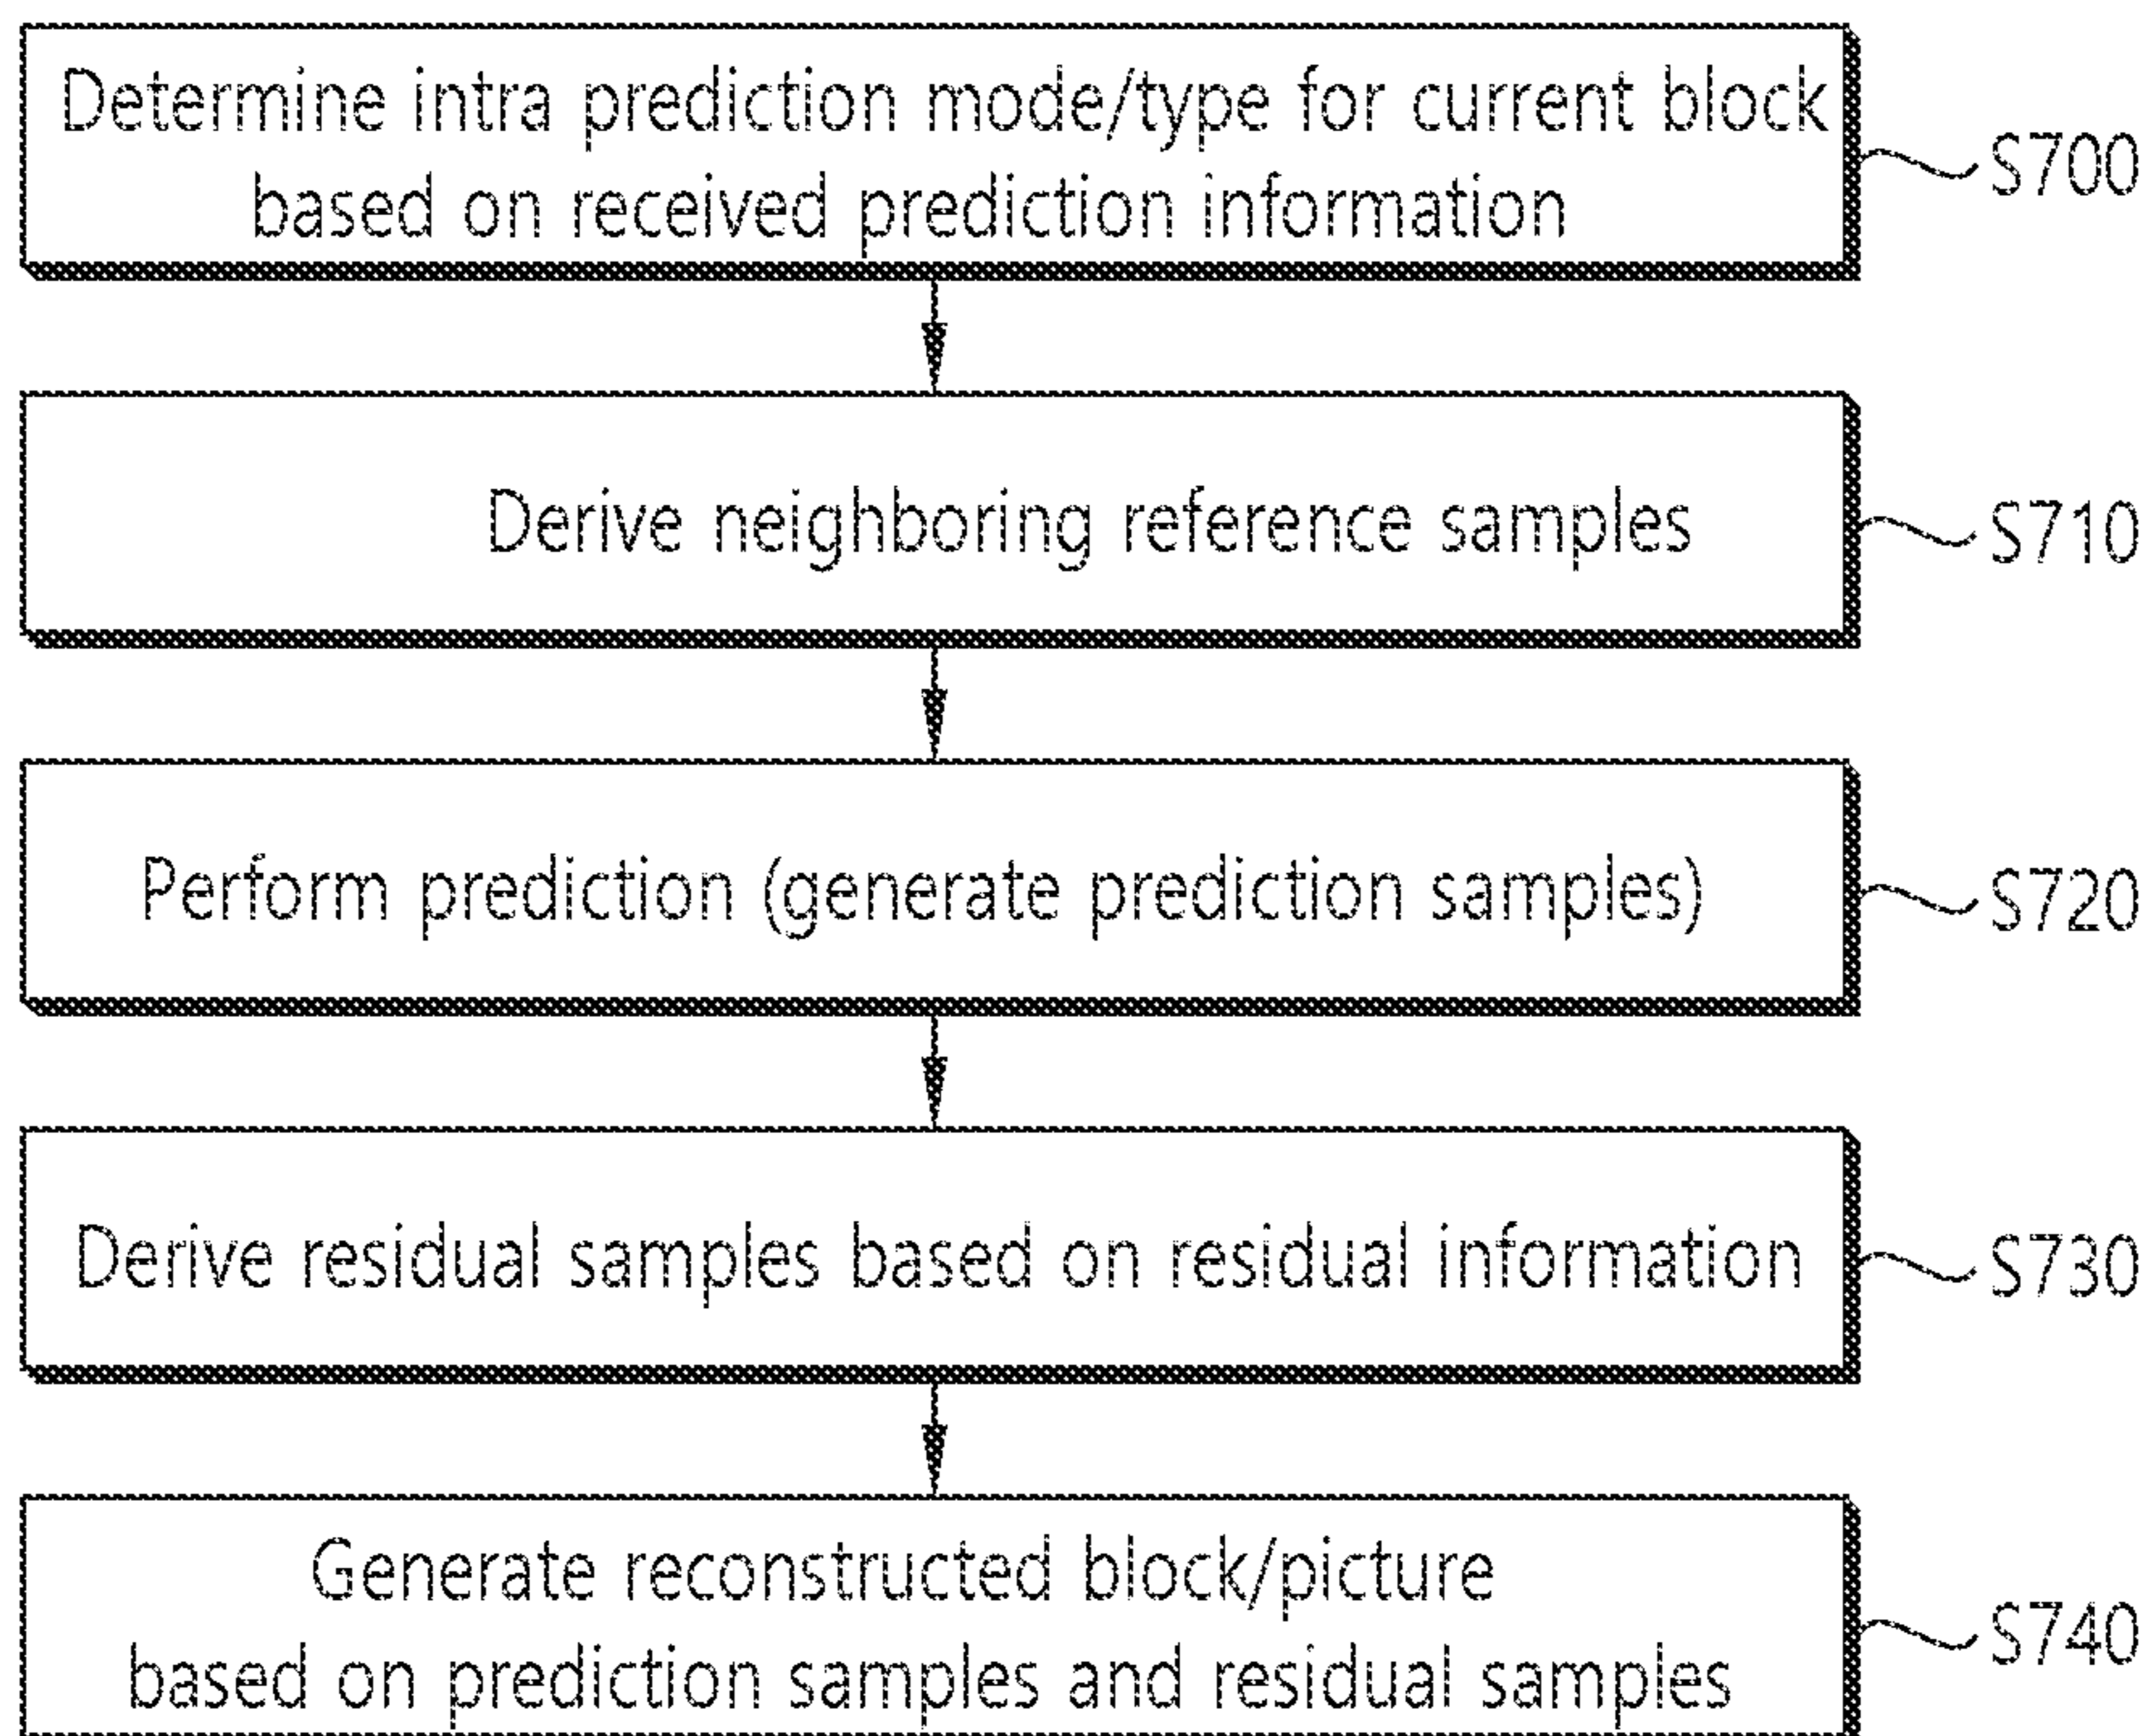 Determine intra prediction mode/type for current block
based on received prediction information
S700
Derive neighboring reference samples
S710
Perform prediction (generate prediction samples)
S720
Derive residual samples based on residual information
S730
Generate reconstructed block/picture
based on prediction samples and residual samples
S740